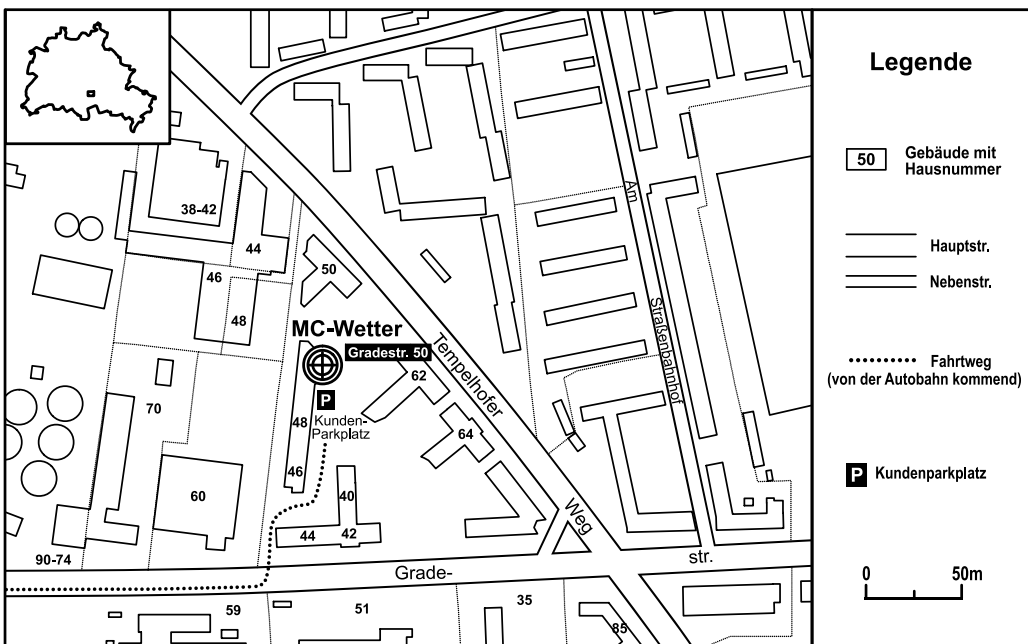 38-42
44
46
48
50
MC-Wetter
Gradestr. 50
P
Kunden-
Parkplatz
48
46
62
64
70
60
40
42
44
90-74
59
51
35
85
Tempelhofer
Weg
Grade-
str.
Am
Straßenbahnhof
Legende
50
Gebäude mit
Hausnummer
Hauptstr.
Nebenstr.
Fahrtweg
(von der Autobahn kommend)
P
Kundenparkplatz
0
50m